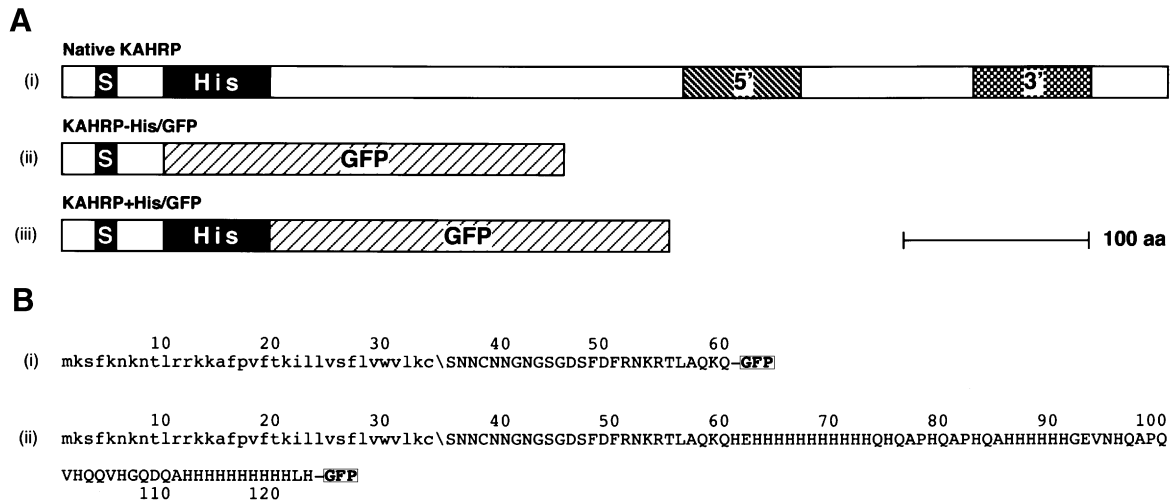 A
Native KAHRP
(i) S His 5' 3'
KAHRP-His/GFP
(ii) S GFP
KAHRP+His/GFP
(iii) S His GFP 100 aa
B
10 20 30 40 50 60
(i) mksfknkntlrrkkafpvftkillvsflvwvlkc\SNNCNNGNGSGDSFDFRNKRTLAQKQ–GFP
10 20 30 40 50 60 70 80 90 100
(ii) mksfknkntlrrkkafpvftkillvsflvwvlkc\SNNCNNGNGSGDSFDFRNKRTLAQKQHEHHHHHHHHHHHQHQAPHQAPHQAHHHHHHGEVNHQAPQ
VHQQVHGQDQAHHHHHHHHHHLH–GFP
110 120